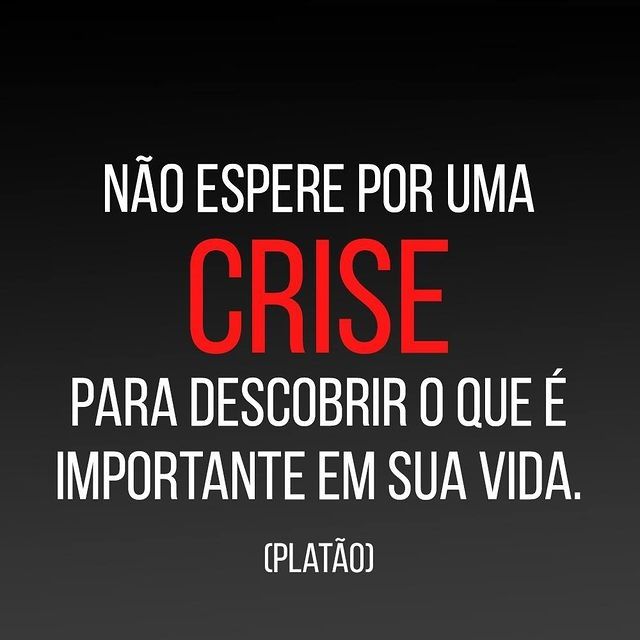 NÃO ESPERE POR UMA
CRISE
PARA DESCOBRIR O QUE É
IMPORTANTE EM SUA VIDA.
(PLATÃO)